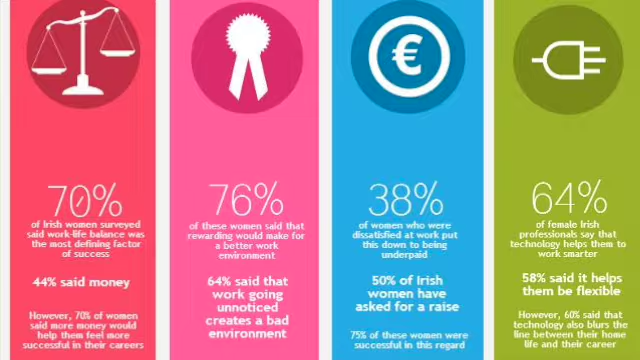 70%
of Irish women surveyed
said work-life balance was
the most defining factor
of success
44% said money
However, 70% of women
said more money would
help them feel more
successful in their careers
76%
of these women said that
rewarding would make for
a better work
environment
64% said that
work going
unnoticed
creates a bad
environment
€
38%
of women who were
dissatisfied at work put
this down to being
underpaid
50% of Irish
women have
asked for a raise
75% of these women were
successful in this regard
64%
of female Irish
professionals say that
technology helps them to
work smarter
58% said it helps
them be flexible
However, 60% said that
technology also blurs the
line between their home
life and their career